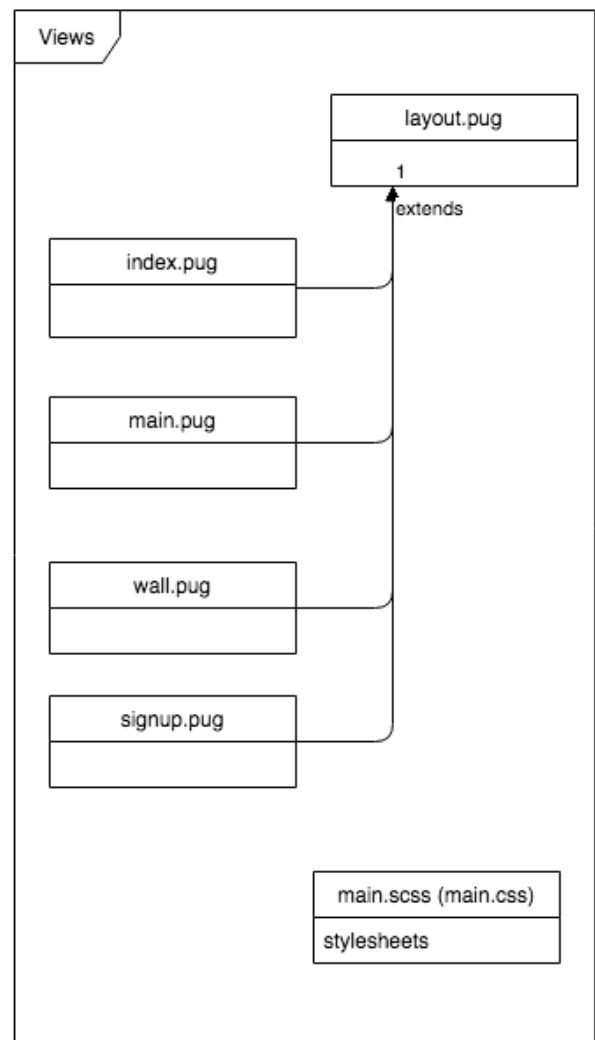 Views
layout.pug
1
extends
index.pug
main.pug
wall.pug
signup.pug
main.scss (main.css)
stylesheets